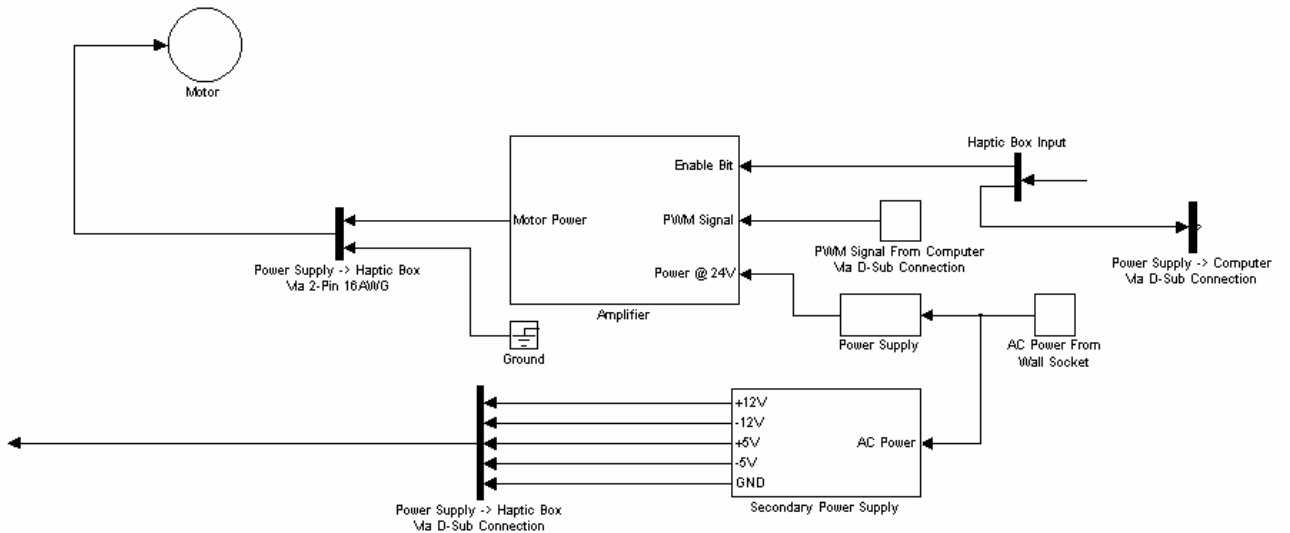 Motor
Haptic Box Input
Enable Bit
Motor Power
PWM Signal
PWM Signal From Computer
Via D-Sub Connection
Power Supply -> Haptic Box
Via 2-Pin 16AWG
Power Supply -> Computer
Via D-Sub Connection
Power @ 24V
Amplifier
Ground
Power Supply
AC Power From
Wall Socket
+12V
-12V
+5V
-5V
GND
AC Power
Secondary Power Supply
Power Supply -> Haptic Box
Via D-Sub Connection